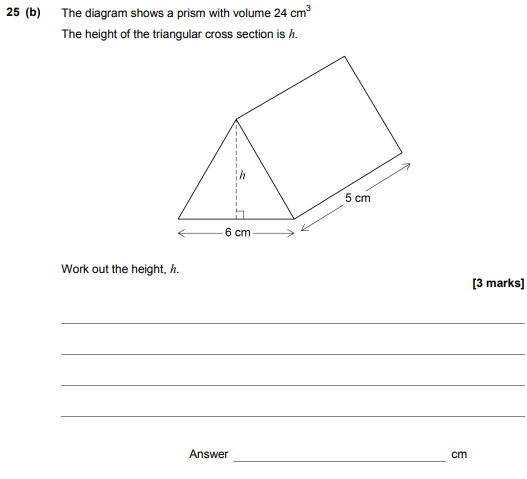 25 (b) The diagram shows a prism with volume 24 cm³
The height of the triangular cross section is h.
h
5 cm
6 cm
Work out the height, h.
[3 marks]
Answer cm